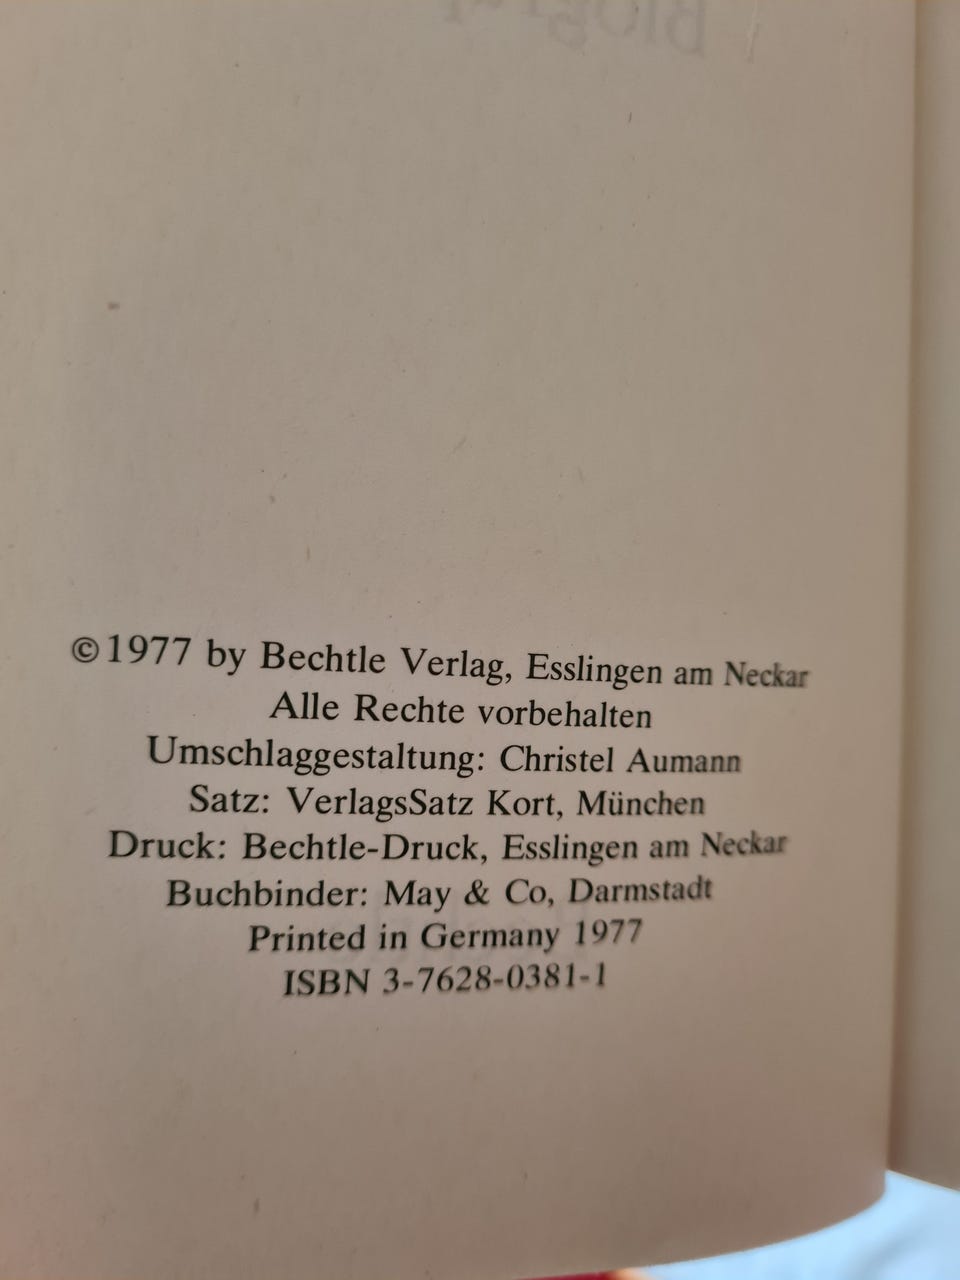 ©1977 by Bechtle Verlag, Esslingen am Neckar
Alle Rechte vorbehalten
Umschlaggestaltung: Christel Aumann
Satz: VerlagsSatz Kort, München
Druck: Bechtle-Druck, Esslingen am Neckar
Buchbinder: May & Co, Darmstadt
Printed in Germany 1977
ISBN 3-7628-0381-1